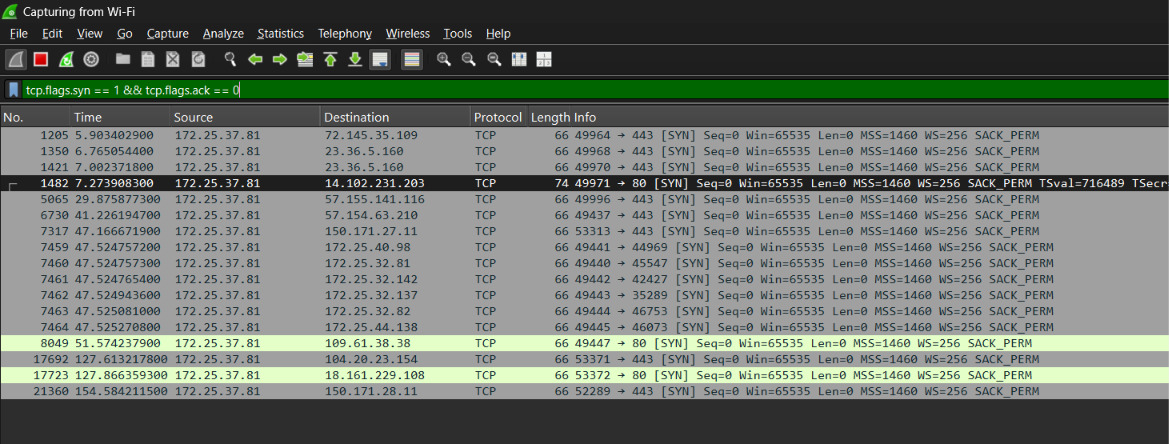 Capturing from Wi-Fi
File Edit View Go Capture Analyze Statistics Telephony Wireless Tools Help
tcp.flags.syn == 1 && tcp.flags.ack == 0
No. Time Source Destination Protocol Length Info
1205 5.903402900 172.25.37.81 72.145.35.109 TCP 66 49964 → 443 [SYN] Seq=0 Win=65535 Len=0 MSS=1460 WS=256 SACK_PERM
1350 6.765054400 172.25.37.81 23.36.5.160 TCP 66 49968 → 443 [SYN] Seq=0 Win=65535 Len=0 MSS=1460 WS=256 SACK_PERM
1421 7.002371800 172.25.37.81 23.36.5.160 TCP 66 49970 → 443 [SYN] Seq=0 Win=65535 Len=0 MSS=1460 WS=256 SACK_PERM
1482 7.273908300 172.25.37.81 14.102.231.203 TCP 74 49971 → 80 [SYN] Seq=0 Win=65535 Len=0 MSS=1460 WS=256 SACK_PERM TSval=716489 TSecr
5065 29.875877300 172.25.37.81 57.155.141.116 TCP 66 49996 → 443 [SYN] Seq=0 Win=65535 Len=0 MSS=1460 WS=256 SACK_PERM
6730 41.226194700 172.25.37.81 57.154.63.210 TCP 66 49437 → 443 [SYN] Seq=0 Win=65535 Len=0 MSS=1460 WS=256 SACK_PERM
7317 47.166671900 172.25.37.81 150.171.27.11 TCP 66 53313 → 443 [SYN] Seq=0 Win=65535 Len=0 MSS=1460 WS=256 SACK_PERM
7459 47.524757200 172.25.37.81 172.25.40.98 TCP 66 49441 → 44969 [SYN] Seq=0 Win=65535 Len=0 MSS=1460 WS=256 SACK_PERM
7460 47.524757300 172.25.37.81 172.25.32.81 TCP 66 49440 → 45547 [SYN] Seq=0 Win=65535 Len=0 MSS=1460 WS=256 SACK_PERM
7461 47.524765400 172.25.37.81 172.25.32.142 TCP 66 49442 → 42427 [SYN] Seq=0 Win=65535 Len=0 MSS=1460 WS=256 SACK_PERM
7462 47.524943600 172.25.37.81 172.25.32.137 TCP 66 49443 → 35289 [SYN] Seq=0 Win=65535 Len=0 MSS=1460 WS=256 SACK_PERM
7463 47.525081000 172.25.37.81 172.25.32.82 TCP 66 49444 → 46753 [SYN] Seq=0 Win=65535 Len=0 MSS=1460 WS=256 SACK_PERM
7464 47.525270800 172.25.37.81 172.25.44.138 TCP 66 49445 → 46073 [SYN] Seq=0 Win=65535 Len=0 MSS=1460 WS=256 SACK_PERM
8049 51.574237900 172.25.37.81 109.61.38.38 TCP 66 49447 → 80 [SYN] Seq=0 Win=65535 Len=0 MSS=1460 WS=256 SACK_PERM
17692 127.613217800 172.25.37.81 104.20.23.154 TCP 66 53371 → 443 [SYN] Seq=0 Win=65535 Len=0 MSS=1460 WS=256 SACK_PERM
17723 127.866359300 172.25.37.81 18.161.229.108 TCP 66 53372 → 80 [SYN] Seq=0 Win=65535 Len=0 MSS=1460 WS=256 SACK_PERM
21360 154.584211500 172.25.37.81 150.171.28.11 TCP 66 52289 → 443 [SYN] Seq=0 Win=65535 Len=0 MSS=1460 WS=256 SACK_PERM